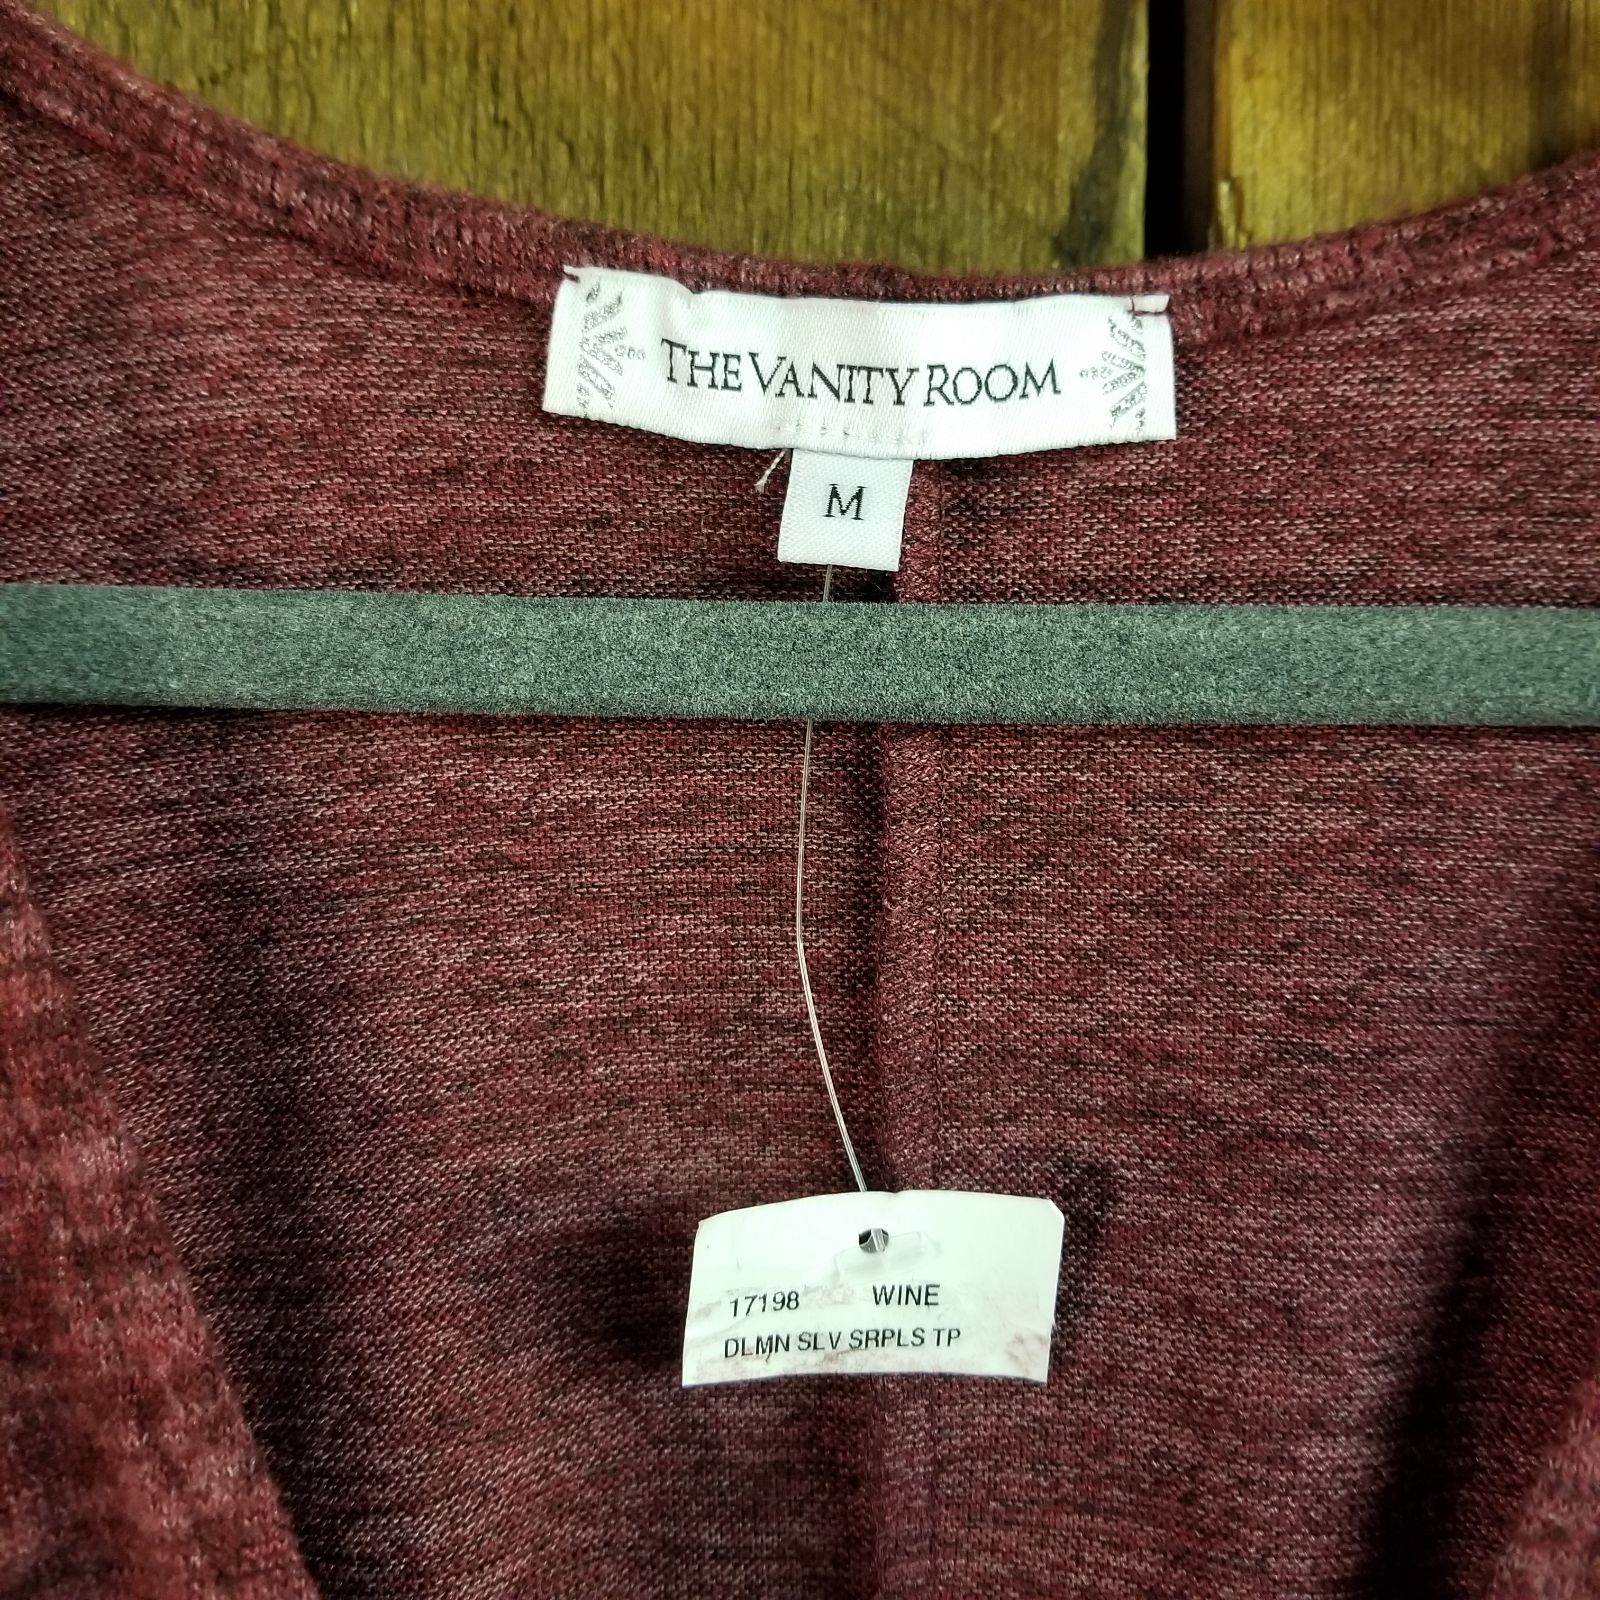 THE VANITY ROOM
M
17198 WINE
DLMN SLV SRPLS TP